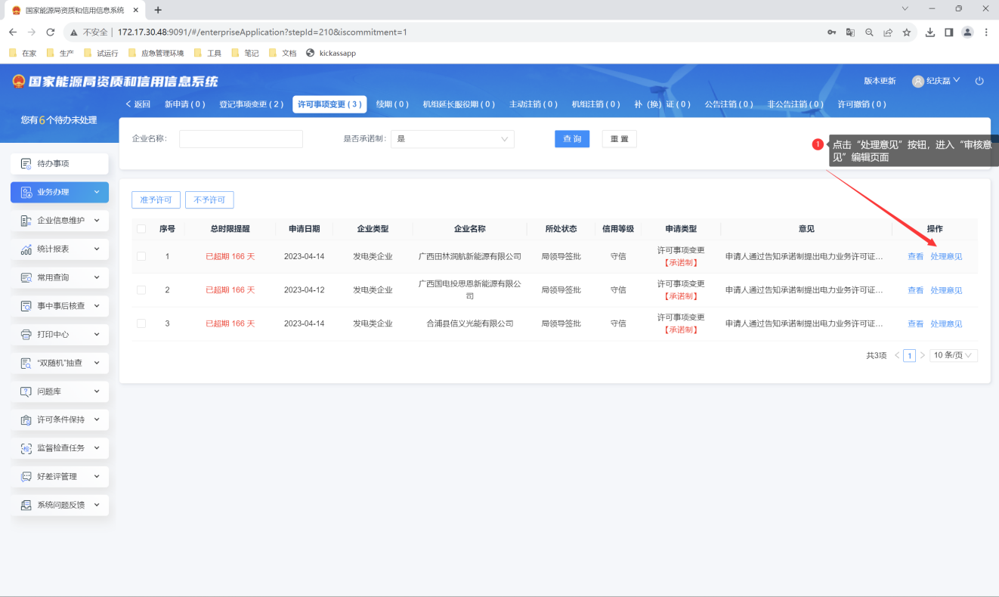 国家能源局资质和信用信息系统
不安全 | 172.17.30.48:9091/#/enterpriseApplication?stepId=210&iscommitment=1
在家 生产 试运行 应急管理环境 工具 笔记 文档 kickassapp
国家能源局资质和信用信息系统
版本更新 纪庆磊
您有6个待办未处理
返回 新申请 ( 0 ) 登记事项变更 ( 2 ) 许可事项变更 ( 3 ) 续期 ( 0 ) 机组延长服役期 ( 0 ) 主动注销 ( 0 ) 机组注销 ( 0 ) 补（换）证 ( 0 ) 公告注销 ( 0 ) 非公告注销 ( 0 ) 许可撤销 ( 0 )
企业名称: 是否承诺制: 是 查 询 重 置
1 点击“处理意见”按钮，进入“审核意
见”编辑页面
待办事项
业务办理
企业信息维护
统计报表
常用查询
事中事后核查
打印中心
“双随机”抽查
问题库
许可条件保持
监督检查任务
好差评管理
系统问题反馈
准予许可 不予许可
序号 总时限提醒 申请日期 企业类型 企业名称 所处状态 信用等级 申请类型 意见 操作
1 已超期 166 天 2023-04-14 发电类企业 广西田林润航新能源有限公司 局领导签批 守信 许可事项变更 申请人通过告知承诺制提出电力业务许可证... 查看 处理意见
【承诺制】
2 已超期 166 天 2023-04-12 发电类企业 广西国电投思恩新能源有限公 局领导签批 守信 许可事项变更 申请人通过告知承诺制提出电力业务许可证... 查看 处理意见
司 【承诺制】
3 已超期 166 天 2023-04-14 发电类企业 合浦县信义光能有限公司 局领导签批 守信 许可事项变更 申请人通过告知承诺制提出电力业务许可证... 查看 处理意见
【承诺制】
共3项 1 10 条/页